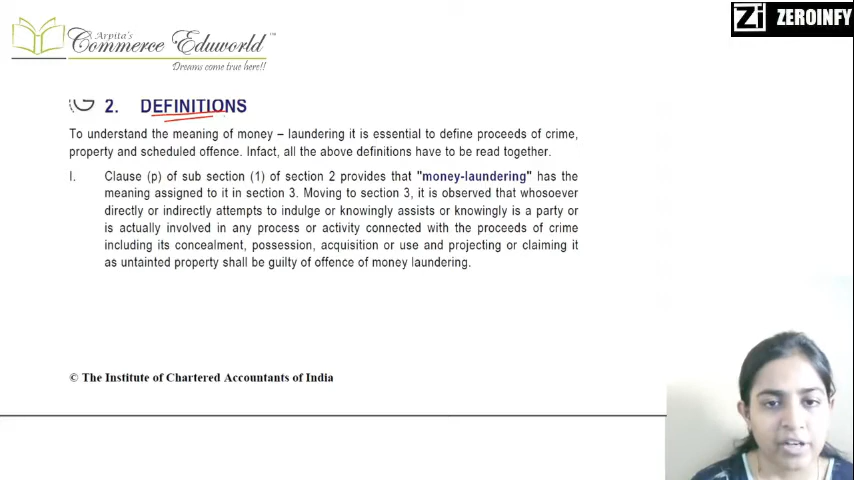 Arpita's
Commerce Eduworld ™
Dreams come true here!!
Zi ZEROINFY
2. DEFINITIONS
To understand the meaning of money – laundering it is essential to define proceeds of crime,
property and scheduled offence. Infact, all the above definitions have to be read together.
I. Clause (p) of sub section (1) of section 2 provides that "money-laundering" has the
meaning assigned to it in section 3. Moving to section 3, it is observed that whosoever
directly or indirectly attempts to indulge or knowingly assists or knowingly is a party or
is actually involved in any process or activity connected with the proceeds of crime
including its concealment, possession, acquisition or use and projecting or claiming it
as untainted property shall be guilty of offence of money laundering.
© The Institute of Chartered Accountants of India